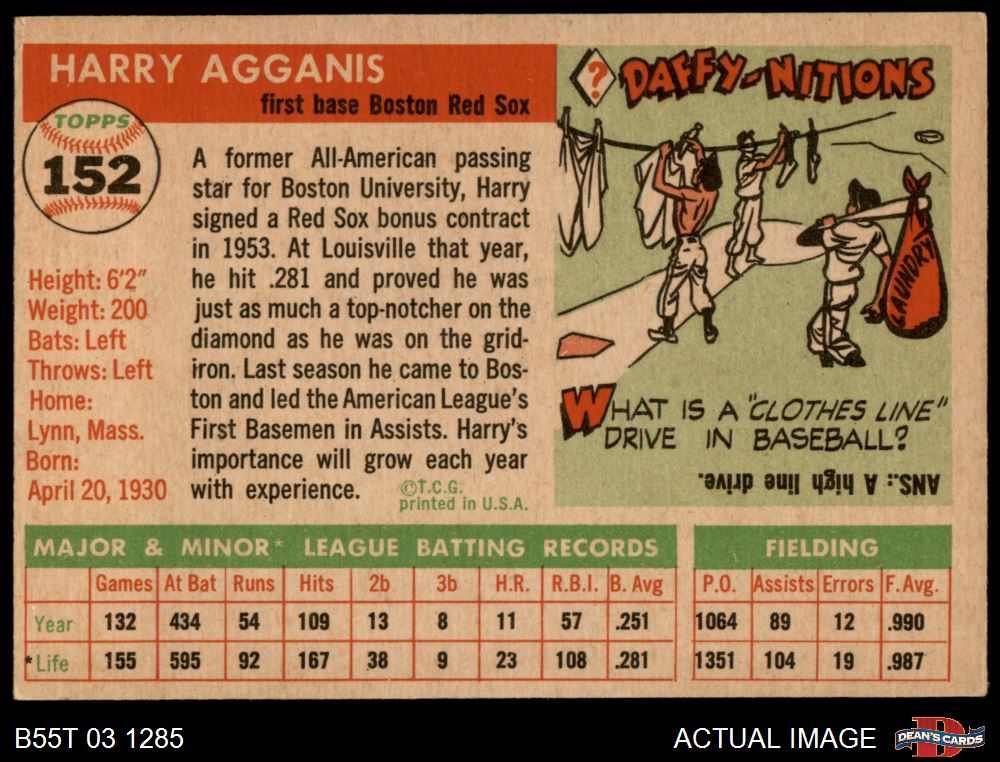 HARRY AGGANIS
first base Boston Red Sox
TOPPS
152
A former All-American passing
star for Boston University, Harry
signed a Red Sox bonus contract
in 1953. At Louisville that year,
he hit .281 and proved he was
just as much a top-notcher on the
diamond as he was on the grid-
iron. Last season he came to Bos-
ton and led the American League's
First Basemen in Assists. Harry's
importance will grow each year
with experience.
©T.C.G.
printed in U.S.A.
Height: 6'2"
Weight: 200
Bats: Left
Throws: Left
Home:
Lynn, Mass.
Born:
April 20, 1930
? DAFFY-NITIONS
LAUNDRY
WHAT IS A "CLOTHES LINE"
DRIVE IN BASEBALL?
ANS.: A high line drive.
MAJOR & MINOR* LEAGUE BATTING RECORDS
Games At Bat Runs Hits 2b 3b H.R. R.B.I. B. Avg
Year 132 434 54 109 13 8 11 57 .251
*Life 155 595 92 167 38 9 23 108 .281
FIELDING
P.O. Assists Errors F. Avg.
1064 89 12 .990
1351 104 19 .987
B55T 03 1285
ACTUAL IMAGE
D
DEAN'S CARDS